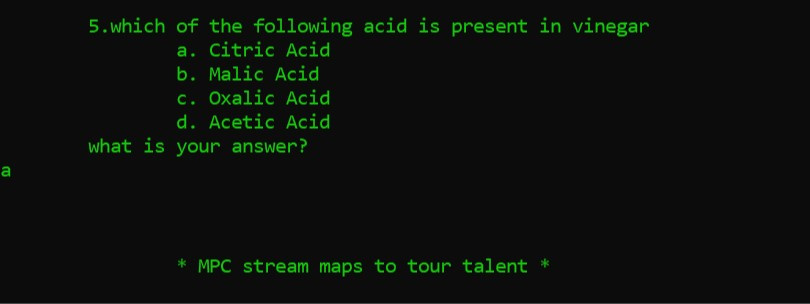 5.which of the following acid is present in vinegar
a. Citric Acid
b. Malic Acid
c. Oxalic Acid
d. Acetic Acid
what is your answer?
a
* MPC stream maps to tour talent *